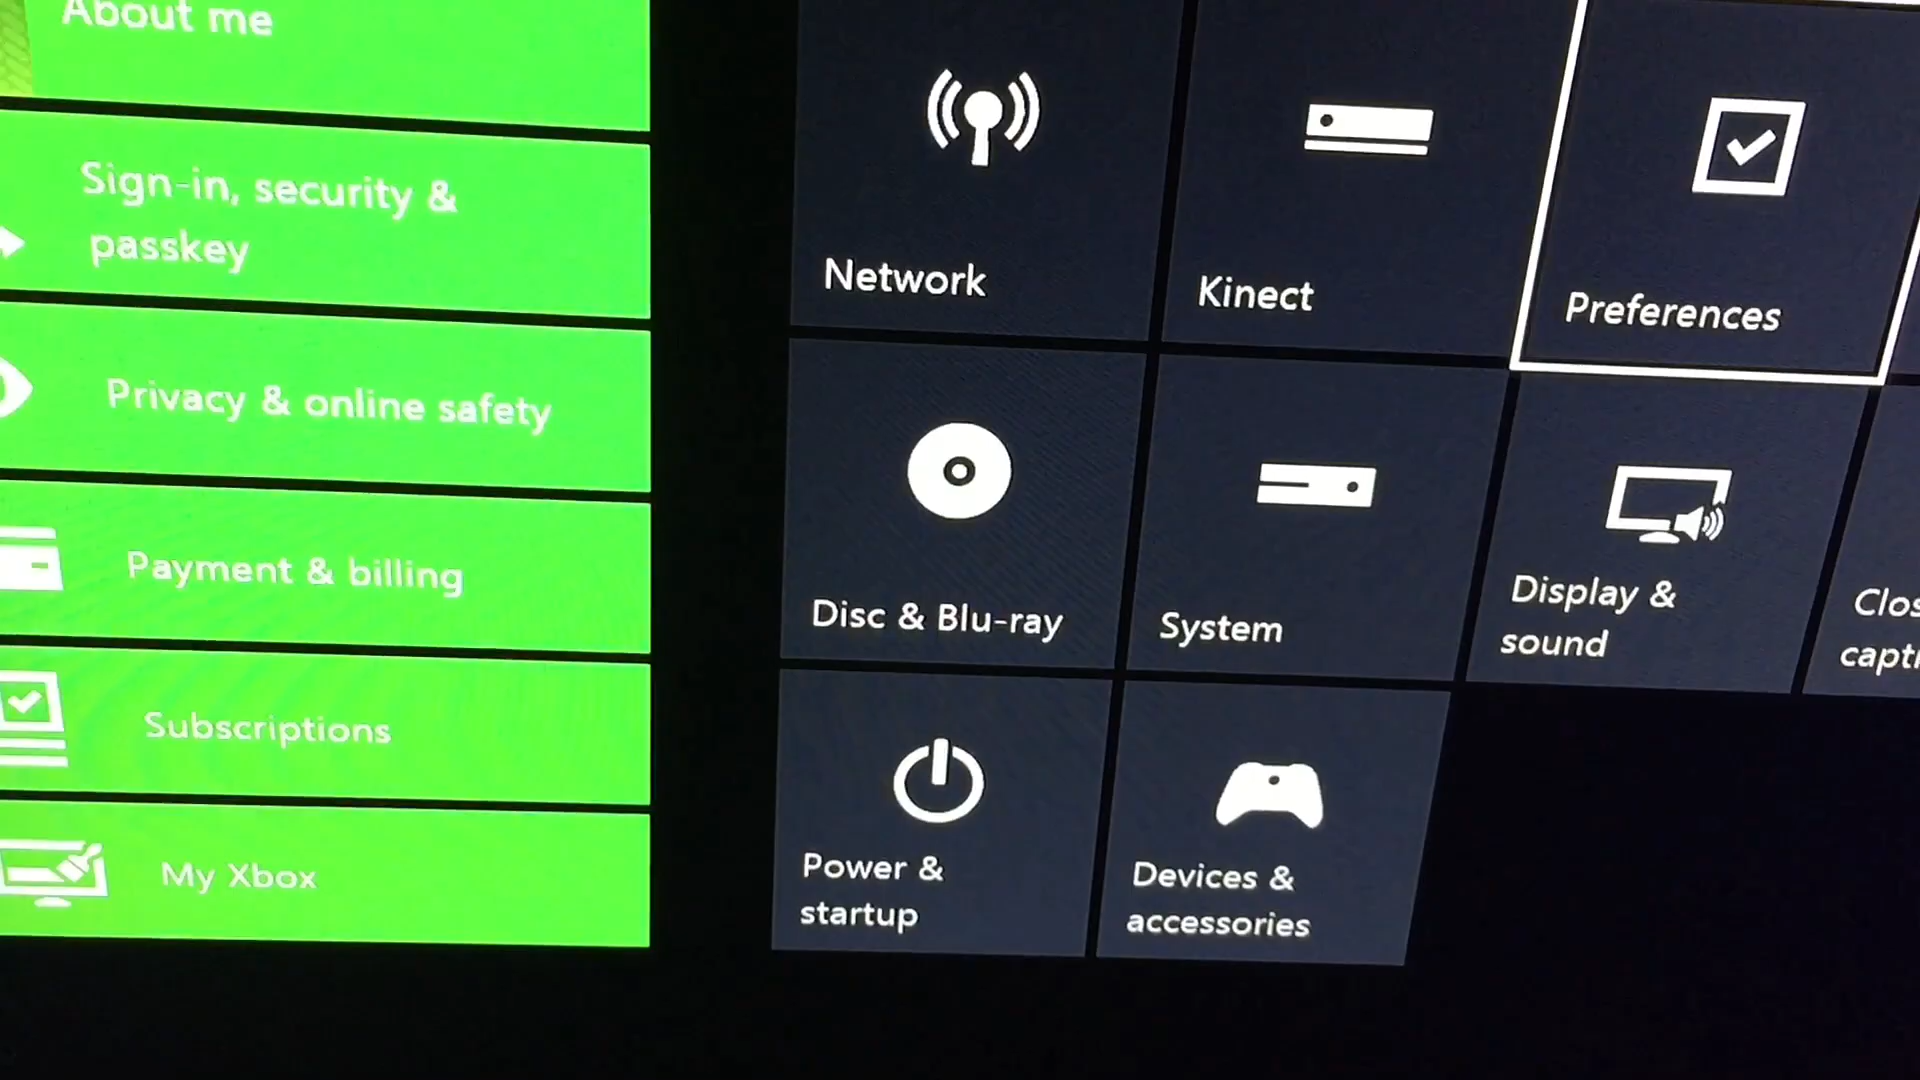 About me
Sign-in, security &
passkey
Privacy & online safety
Payment & billing
Subscriptions
My Xbox
Network
Kinect
Preferences
Disc & Blu-ray
System
Display &
sound
Power &
startup
Devices &
accessories